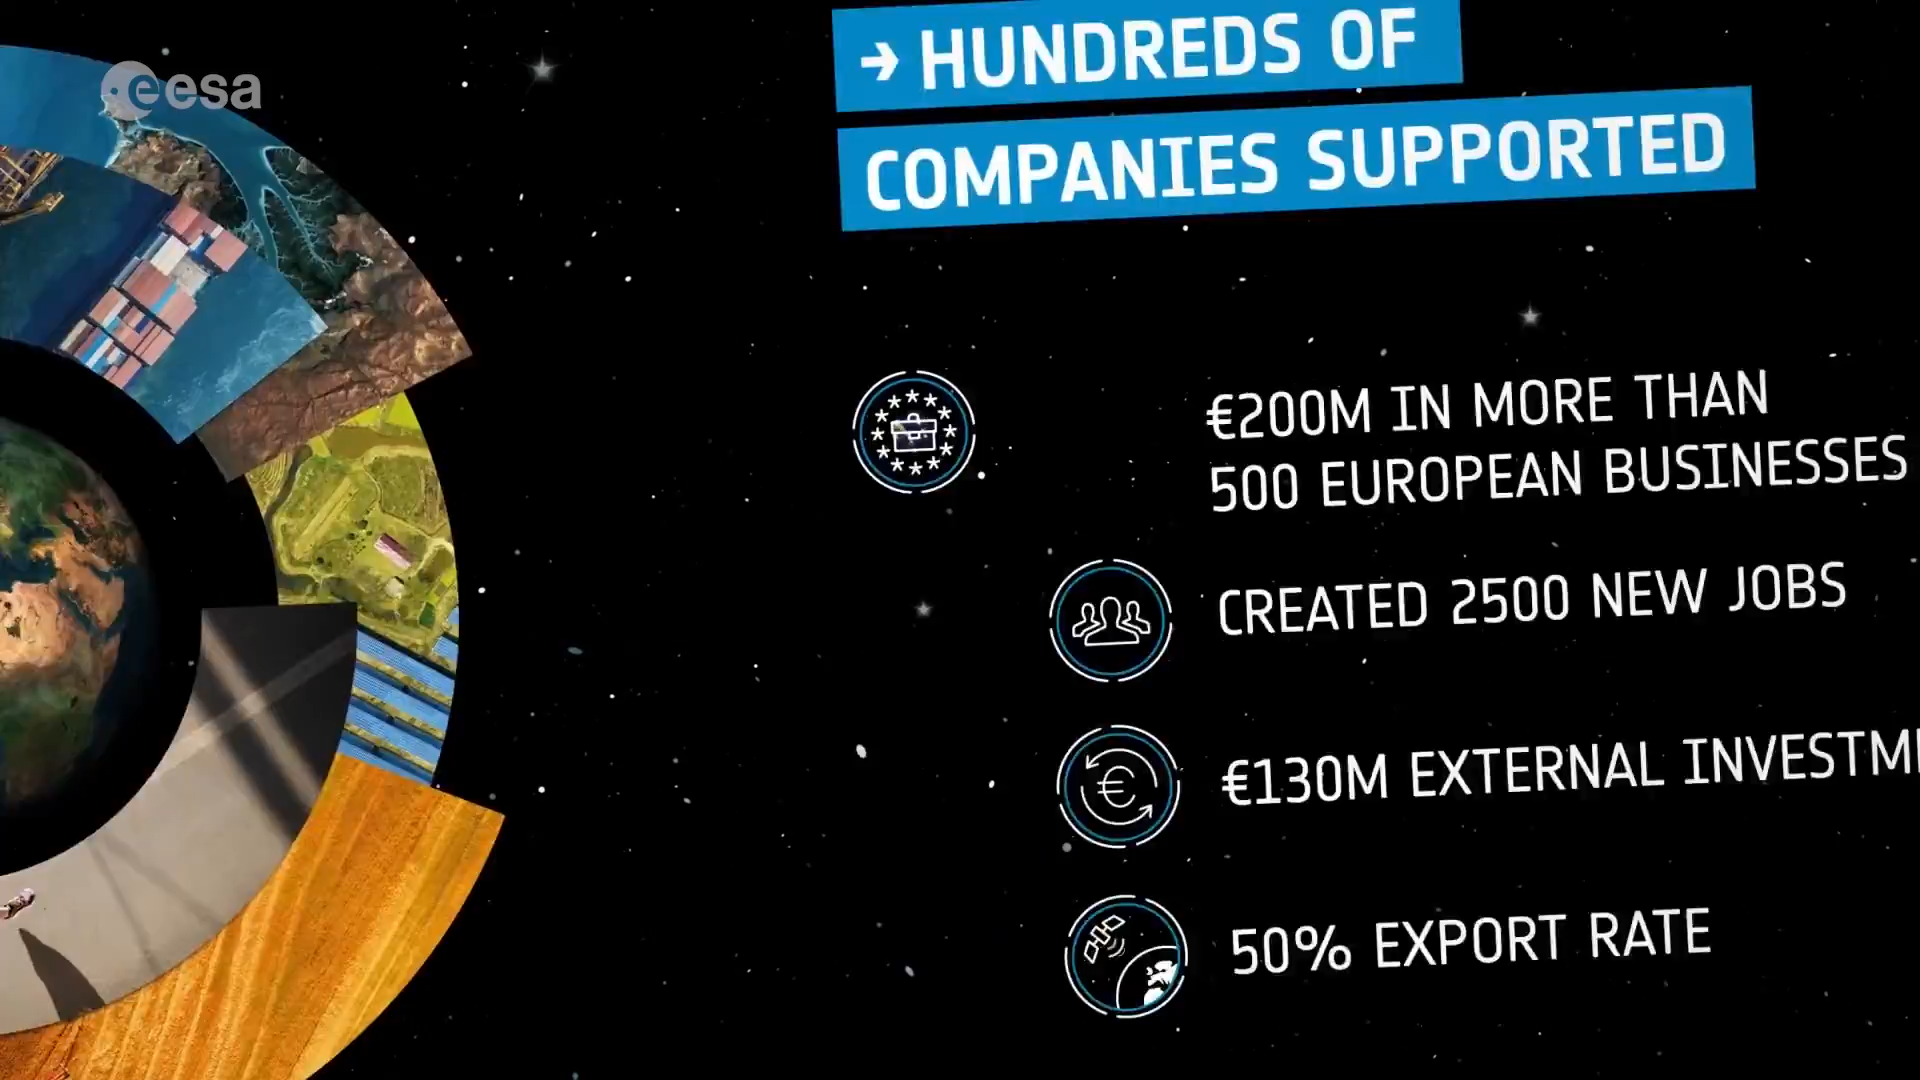 esa
→ HUNDREDS OF
COMPANIES SUPPORTED
€200M IN MORE THAN
500 EUROPEAN BUSINESSES
CREATED 2500 NEW JOBS
€130M EXTERNAL
50% EXPORT RATE